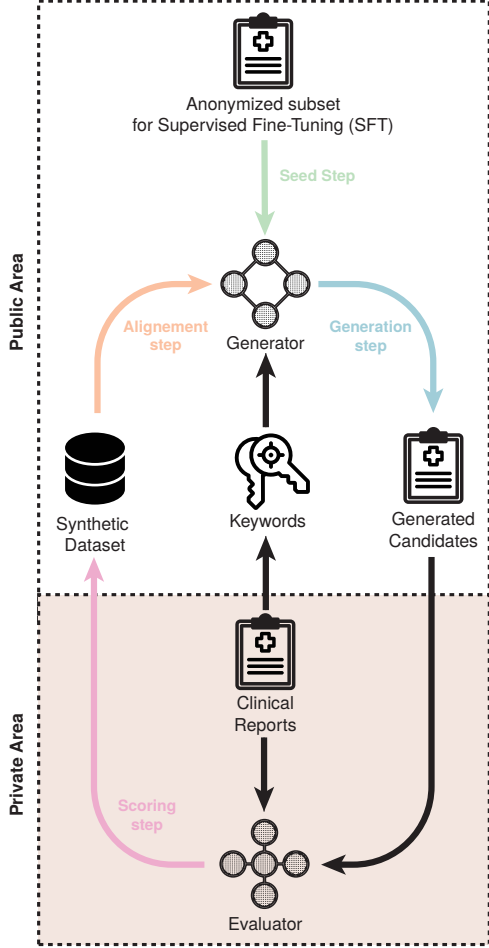 Anonymized subset
for Supervised Fine-Tuning (SFT)
Seed Step
Public Area
Alignement
step
Generation
step
Generator
Synthetic
Dataset
Keywords
Generated
Candidates
Private Area
Clinical
Reports
Scoring
step
Evaluator